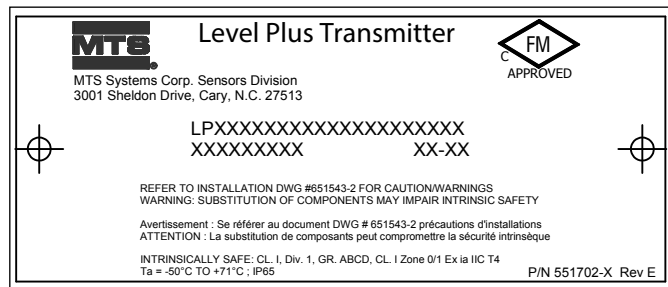 MTS
Level Plus Transmitter
FM
C
APPROVED
MTS Systems Corp. Sensors Division
3001 Sheldon Drive, Cary, N.C. 27513
LPXXXXXXXXXXXXXXXXXXXXX
XXXXXXXXX XX-XX
REFER TO INSTALLATION DWG #651543-2 FOR CAUTION/WARNINGS
WARNING: SUBSTITUTION OF COMPONENTS MAY IMPAIR INTRINSIC SAFETY
Avertissement : Se référer au document DWG # 651543-2 précautions d'installations
ATTENTION : La substitution de composants peut compromettre la sécurité intrinsèque
INTRINSICALLY SAFE: CL. I, Div. 1, GR. ABCD, CL. I Zone 0/1 Ex ia IIC T4
Ta = -50°C TO +71°C ; IP65
P/N 551702-X Rev E